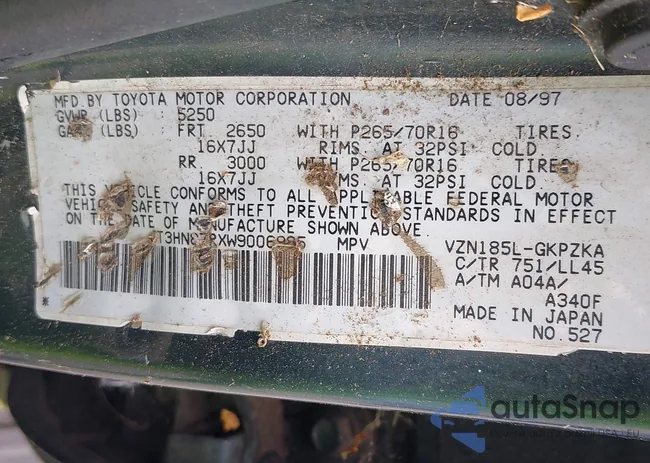 MFD BY TOYOTA MOTOR CORPORATION DATE 08/97
GVWR (LBS) 5250
(LBS) FRT 2650 WITH P265/70R16 TIRES
16X7JJ RIMS. AT 32PSI COLD.
RR. 3000 WITH P265/70R16 TIRES
16X7JJ RIMS. AT 32PSI COLD.
THIS VEHICLE CONFORMS TO ALL APPLICABLE FEDERAL MOTOR
VEHICLE SAFETY AND THEFT PREVENTION STANDARDS IN EFFECT
ON THE DATE OF MANUFACTURE SHOWN ABOVE.
MPV VZN185L-GKPZKA
C/TR 751/LL45
A/TM A04A/
A340F
MADE IN JAPAN
NO.527
autoSnap